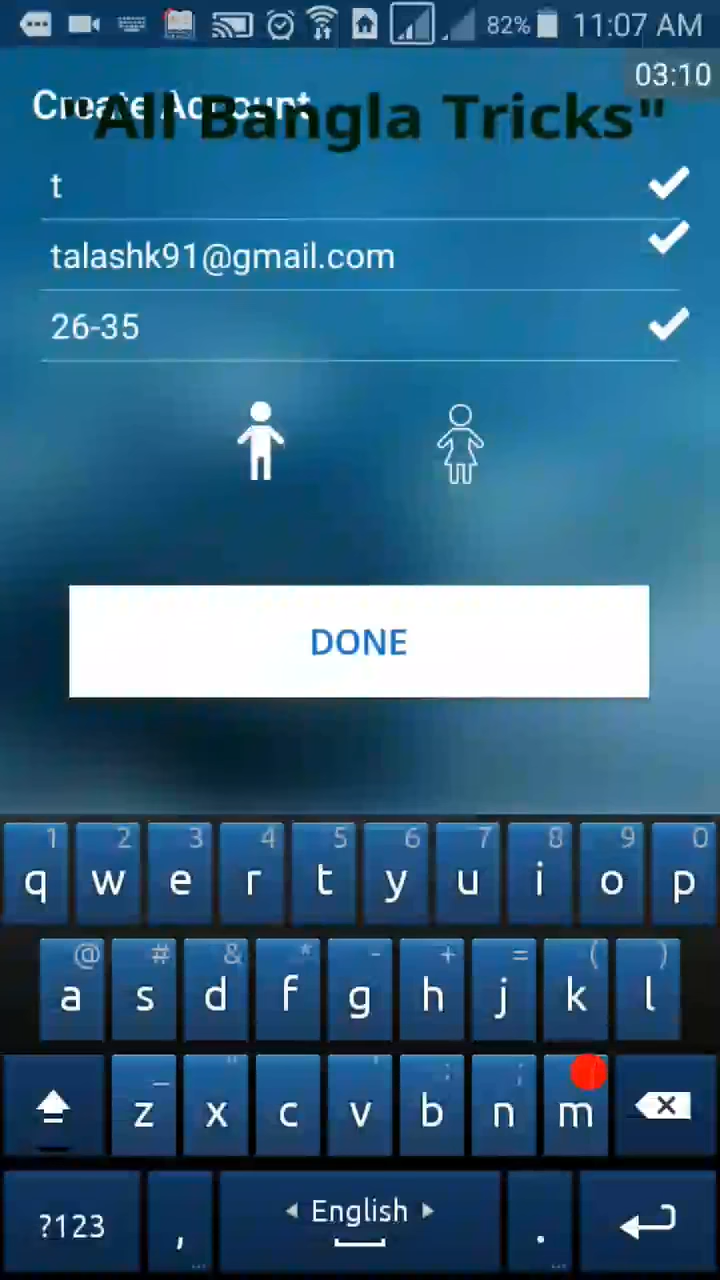 82% 11:07 AM
03:10
Create Account
"All Bangla Tricks"
t
talashk91@gmail.com
26-35
DONE
1 2 3 4 5 6 7 8 9 0
q w e r t y u i o p
@ # & * - + = ( )
a s d f g h j k l
_ " ' : ;
z x c v b n m
?123 , English .